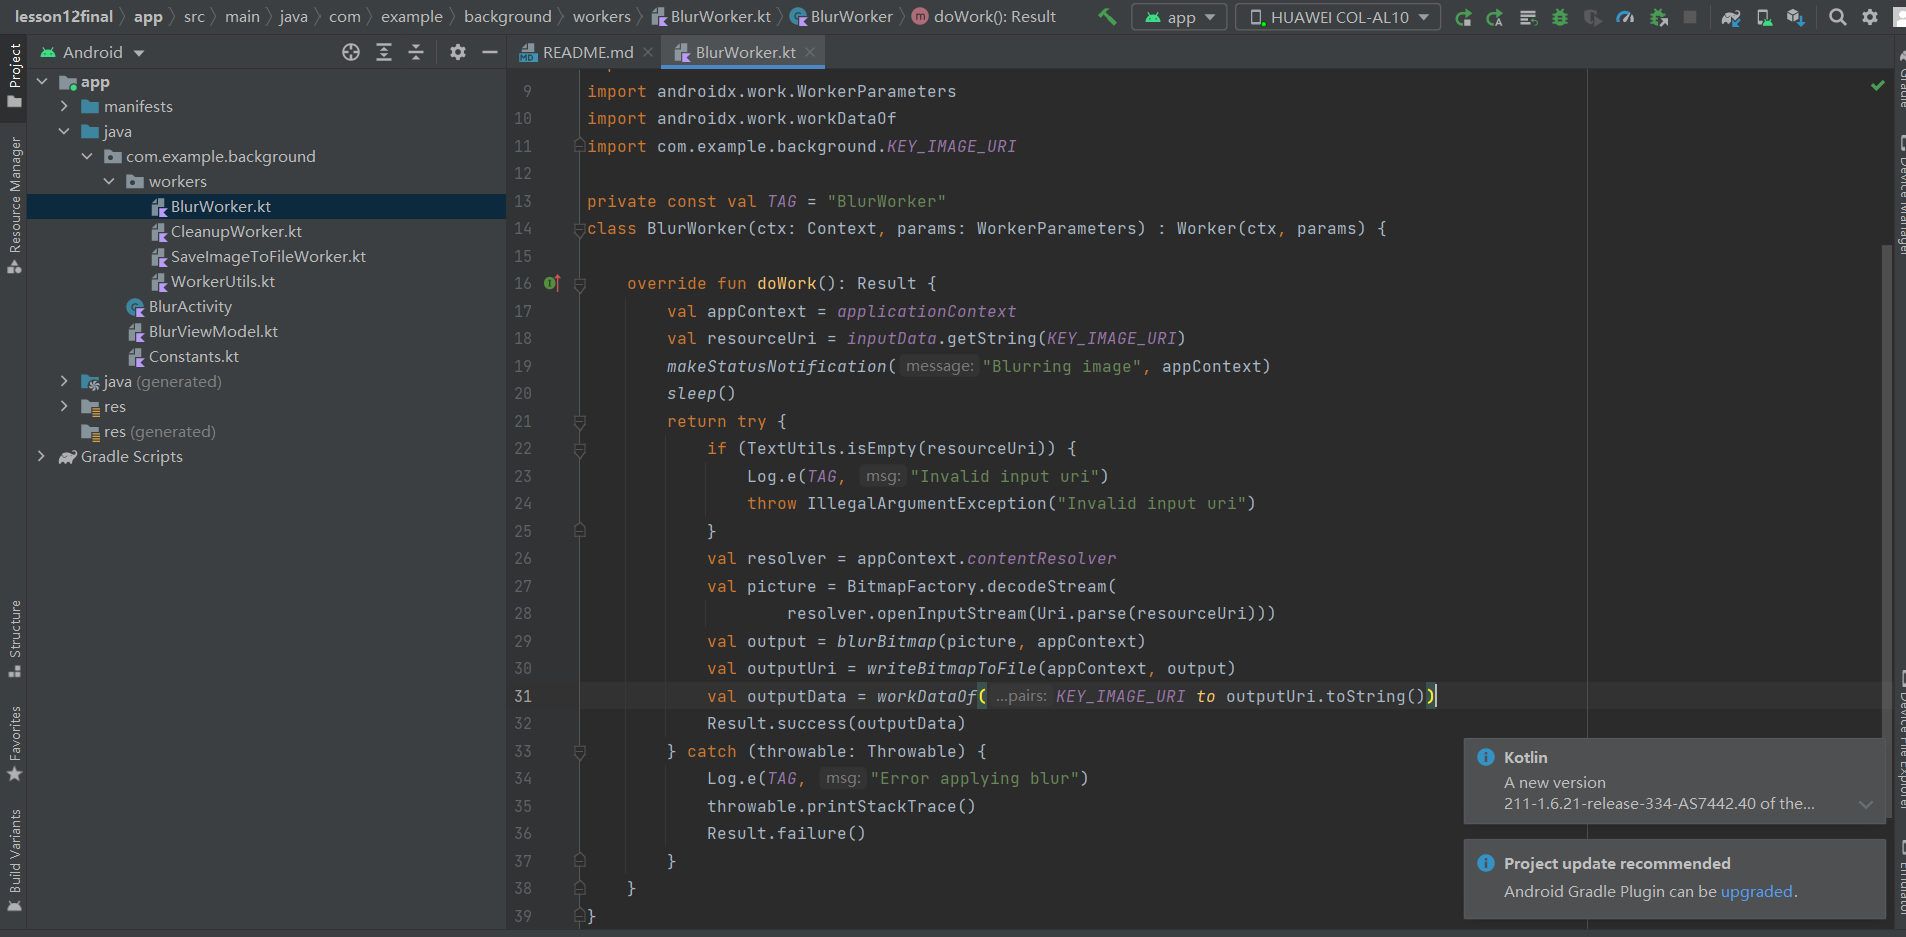 lesson12final app src main java com example background workers BlurWorker.kt BlurWorker doWork(): Result app HUAWEI COL-AL10
Project
Resource Manager
Structure
Favorites
Build Variants
Android
app
manifests
java
com.example.background
workers
BlurWorker.kt
CleanupWorker.kt
SaveImageToFileWorker.kt
WorkerUtils.kt
BlurActivity
BlurViewModel.kt
Constants.kt
java (generated)
res
res (generated)
Gradle Scripts
README.md BlurWorker.kt
9 import androidx.work.WorkerParameters
10 import androidx.work.workDataOf
11 import com.example.background.KEY_IMAGE_URI
12
13 private const val TAG = "BlurWorker"
14 class BlurWorker(ctx: Context, params: WorkerParameters) : Worker(ctx, params) {
15
16 override fun doWork(): Result {
17 val appContext = applicationContext
18 val resourceUri = inputData.getString(KEY_IMAGE_URI)
19 makeStatusNotification( message: "Blurring image", appContext)
20 sleep()
21 return try {
22 if (TextUtils.isEmpty(resourceUri)) {
23 Log.e(TAG, msg: "Invalid input uri")
24 throw IllegalArgumentException("Invalid input uri")
25 }
26 val resolver = appContext.contentResolver
27 val picture = BitmapFactory.decodeStream(
28 resolver.openInputStream(Uri.parse(resourceUri)))
29 val output = blurBitmap(picture, appContext)
30 val outputUri = writeBitmapToFile(appContext, output)
31 val outputData = workDataOf( ...pairs: KEY_IMAGE_URI to outputUri.toString())
32 Result.success(outputData)
33 } catch (throwable: Throwable) {
34 Log.e(TAG, msg: "Error applying blur")
35 throwable.printStackTrace()
36 Result.failure()
37 }
38 }
39 }
Kotlin
A new version
211-1.6.21-release-334-AS7442.40 of the...
Project update recommended
Android Gradle Plugin can be upgraded.
Gradle
Device Manager
Device File Explorer
Emulator